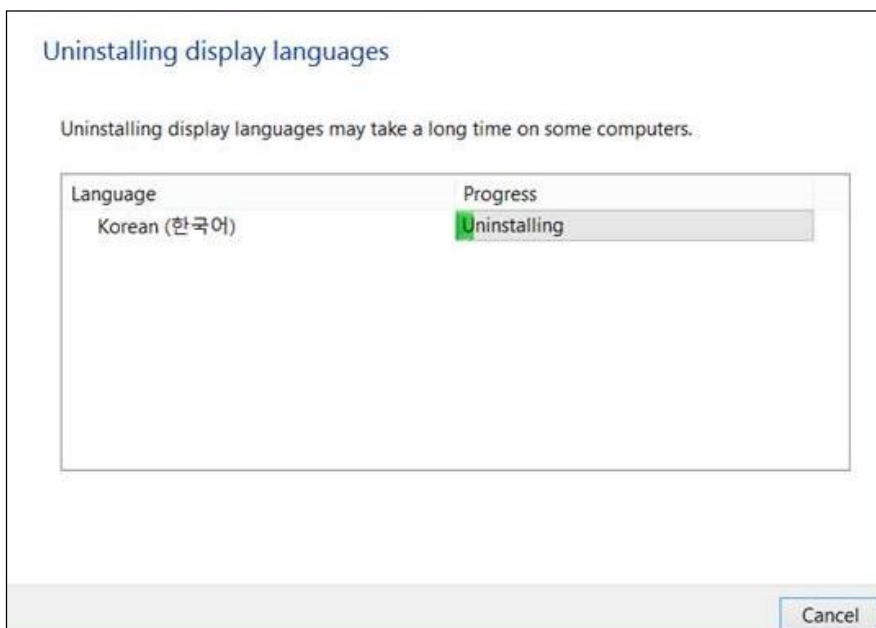 Uninstalling display languages
Uninstalling display languages may take a long time on some computers.
Language Progress
Korean (한국어) Uninstalling
Cancel